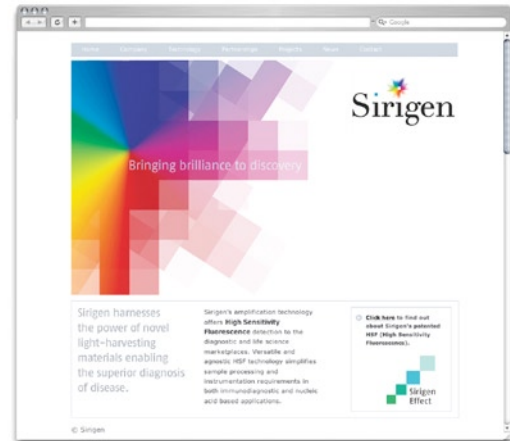 Google
Home Company Technology Partnerships Projects News Contact
Sirigen
Bringing brilliance to discovery
Sirigen harnesses
the power of novel
light-harvesting
materials enabling
the superior diagnosis
of disease.
Sirigen's amplification technology
offers High Sensitivity
Fluorescence detection to the
diagnostic and life science
marketplaces. Versatile and
agnostic HSF technology simplifies
sample processing and
instrumentation requirements in
both immunodiagnostic and nucleic
acid based applications.
Click here to find out
about Sirigen's patented
HSF (High Sensitivity
Fluorescence).
Sirigen
Effect
© Sirigen